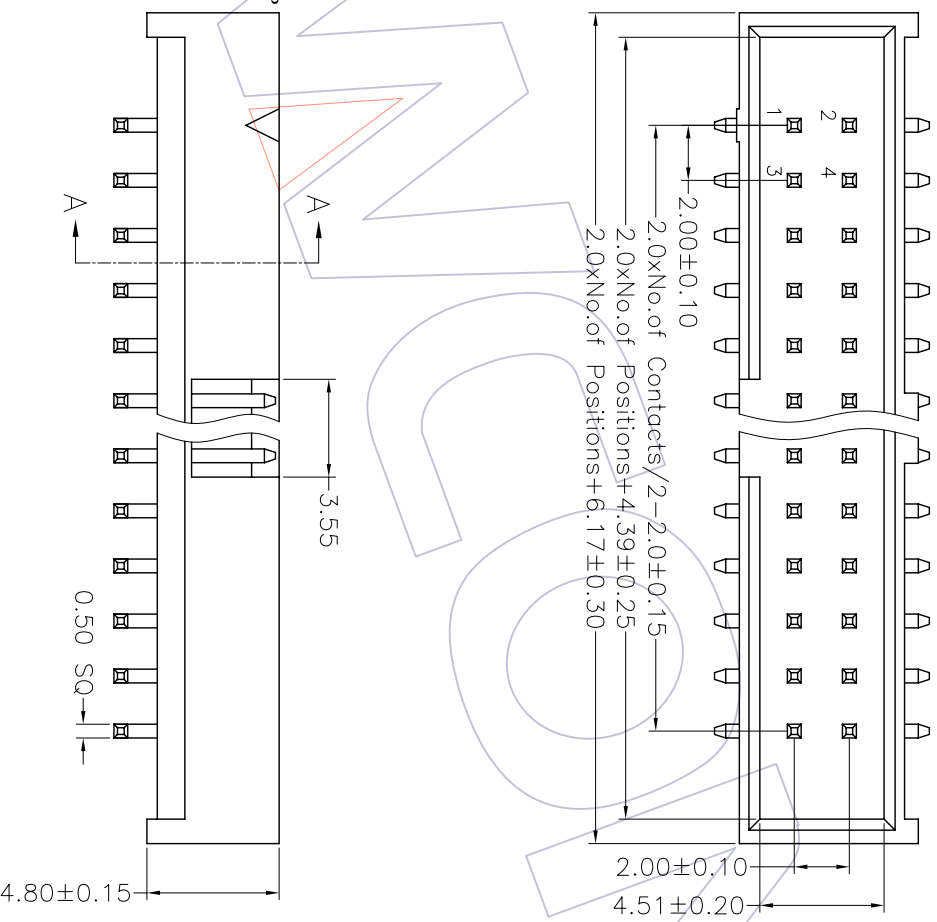 1
2
3
4
2.00±0.10
2.0xNo.of Contacts/2-2.0±0.15
2.0xNo.of Positions+4.39±0.25
2.0xNo.of Positions+6.17±0.30
A
A
3.55
0.50 SQ
2.00±0.10
4.51±0.20
4.80±0.15
WCON